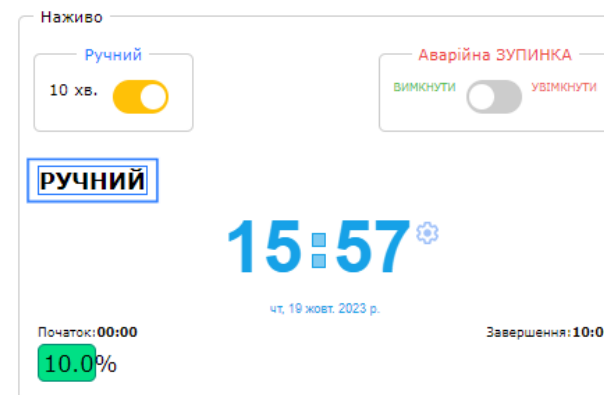 Наживо
Ручний
Аварійна ЗУПИНКА
10 хв.
ВИМКНУТИ
УВІМКНУТИ
РУЧНИЙ
15:57
чт, 19 жовт. 2023 р.
Початок:00:00
Завершення:10:0
10.0%